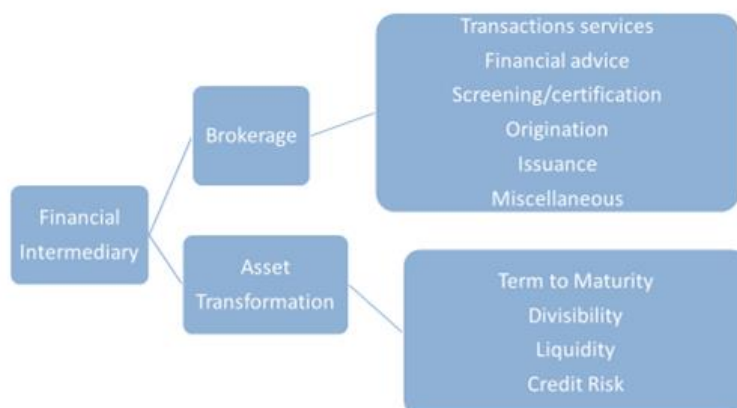 Transactions services
Financial advice
Screening/certification
Origination
Issuance
Miscellaneous
Brokerage
Financial
Intermediary
Asset
Transformation
Term to Maturity
Divisibility
Liquidity
Credit Risk